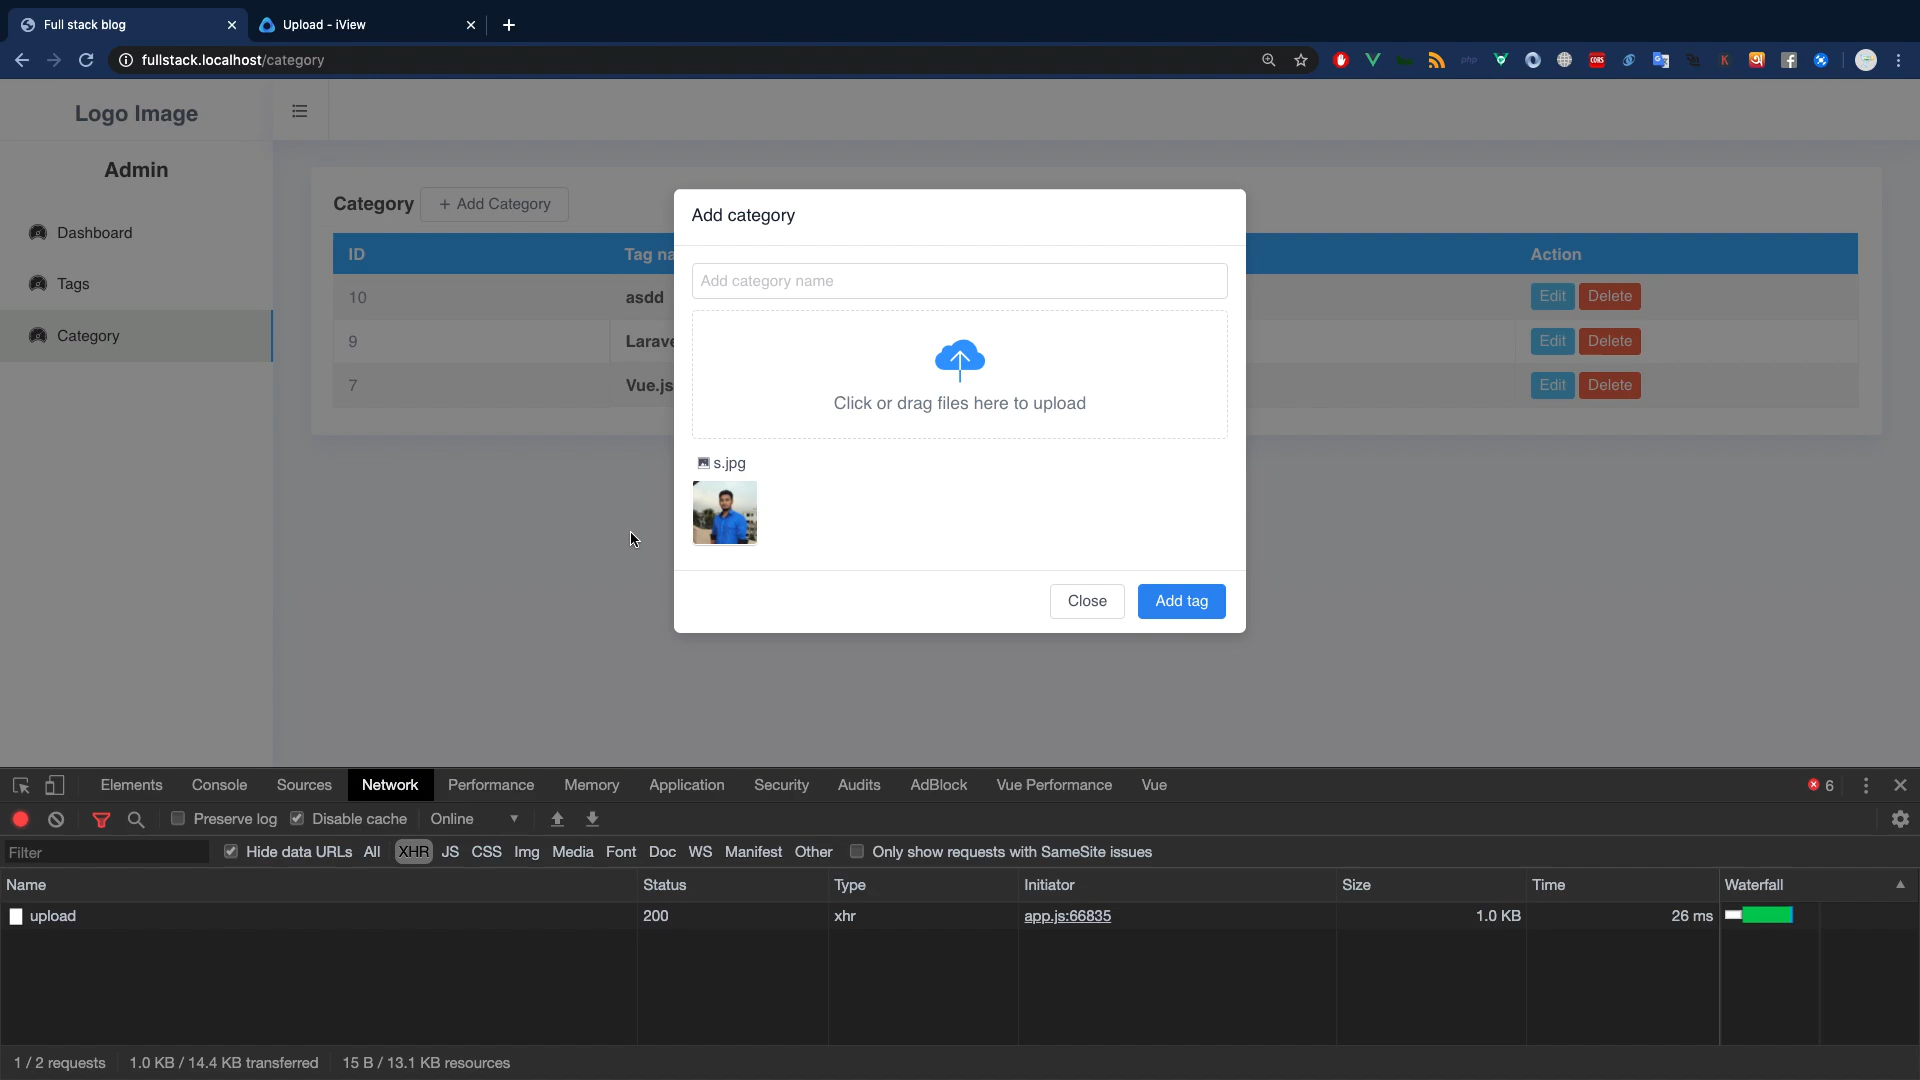 Full stack blog
Upload - iView
fullstack.localhost/category
php
CORS
K
Logo Image
Admin
Dashboard
Tags
Category
Category
+ Add Category
ID
Tag na
Action
10
asdd
Edit
Delete
9
Larave
Edit
Delete
7
Vue.js
Edit
Delete
Add category
Add category name
Click or drag files here to upload
s.jpg
Close
Add tag
Elements Console Sources Network Performance Memory Application Security Audits AdBlock Vue Performance Vue 6
Preserve log Disable cache Online
Filter Hide data URLs All XHR JS CSS Img Media Font Doc WS Manifest Other Only show requests with SameSite issues
Name Status Type Initiator Size Time Waterfall
upload 200 xhr app.js:66835 1.0 KB 26 ms
1 / 2 requests 1.0 KB / 14.4 KB transferred 15 B / 13.1 KB resources